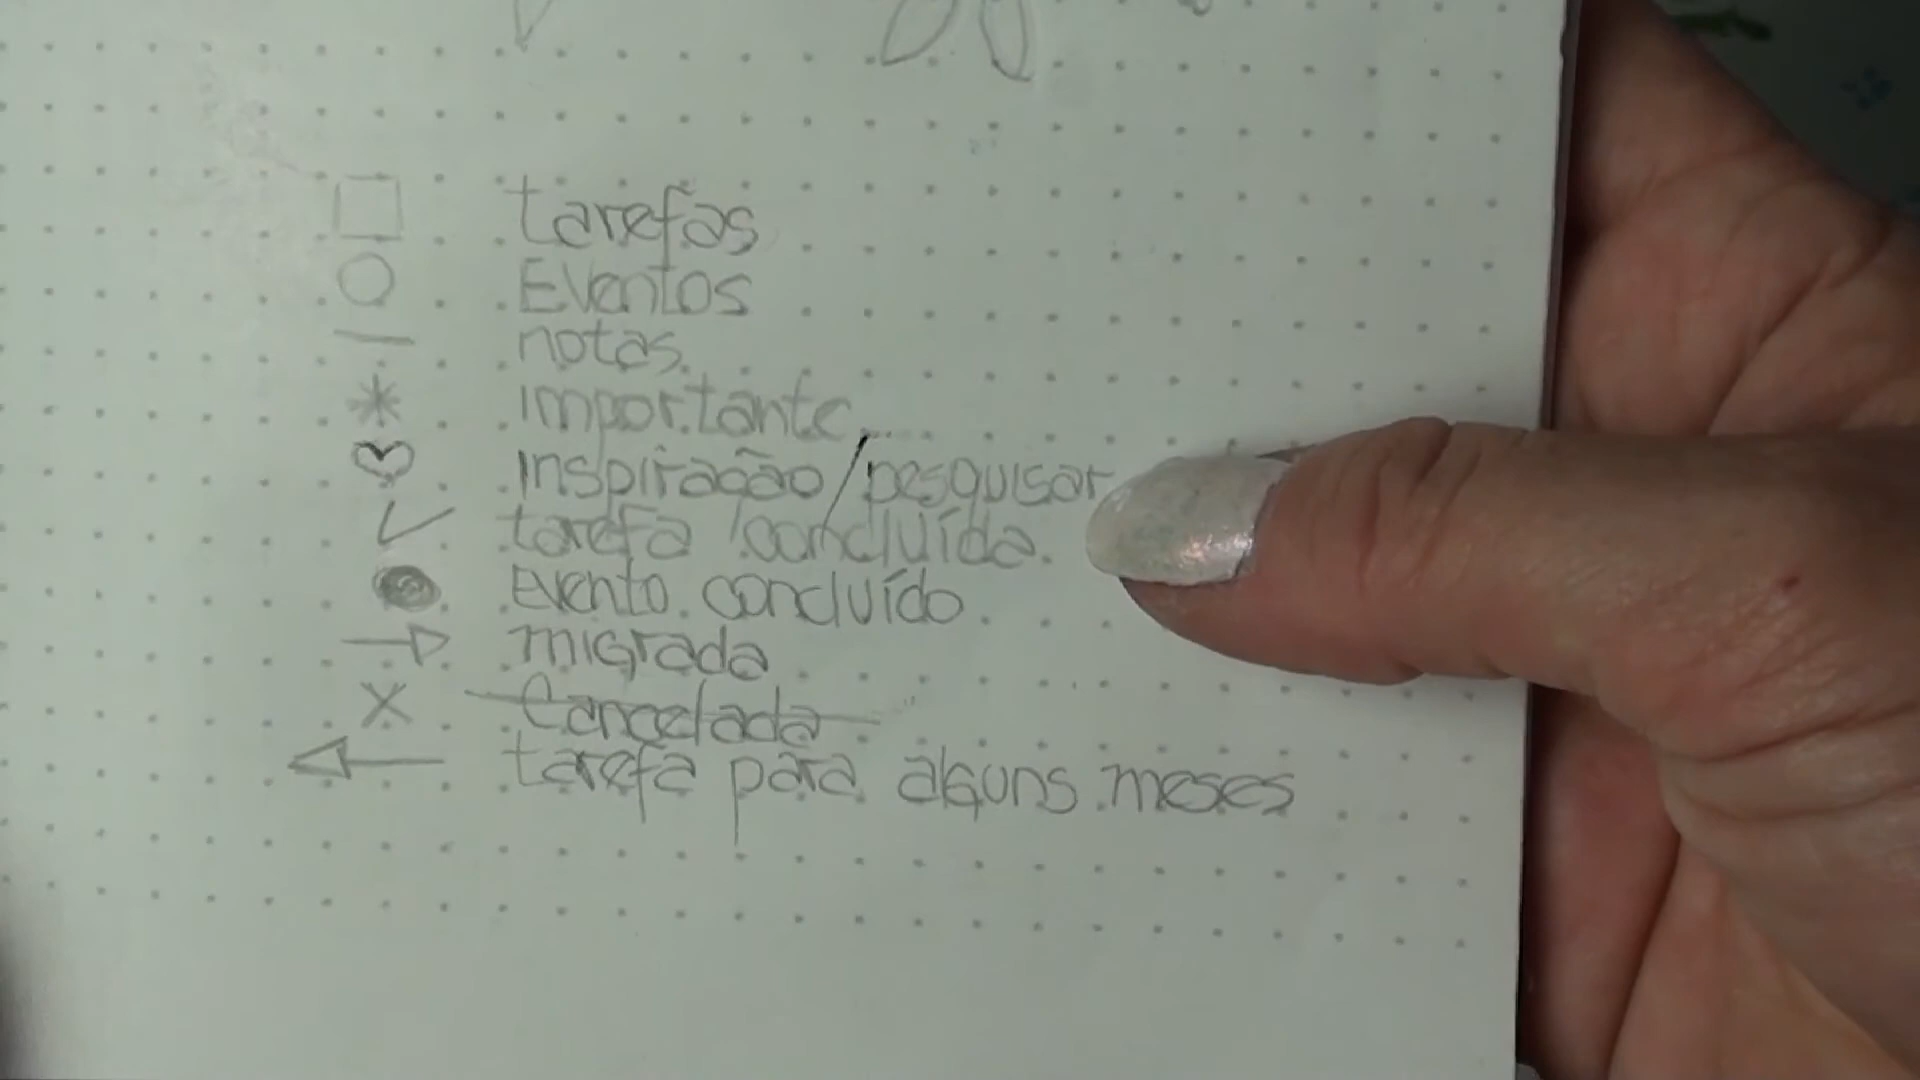 tarefas
Eventos
notas
importante
inspiração/pesquisar
tarefa concluída
Evento concluído
migrada
Cancelada
tarefa para alguns meses